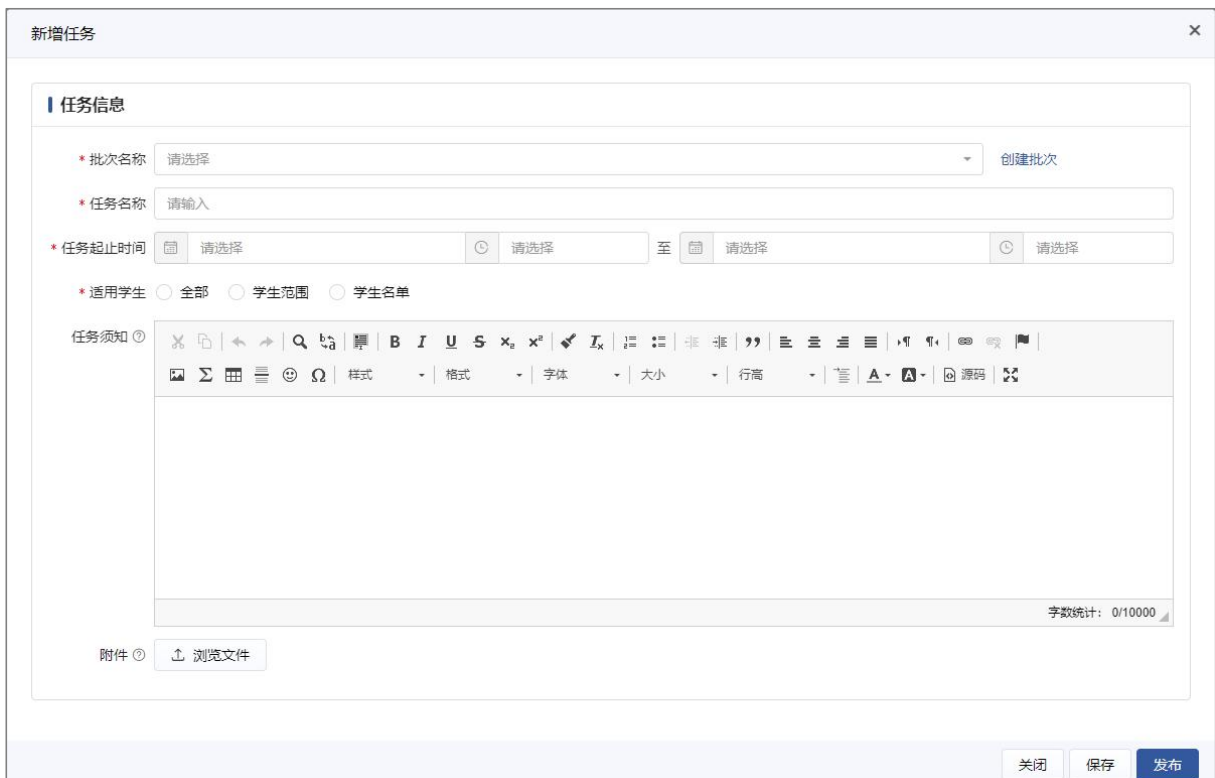 新增任务
任务信息
* 批次名称 请选择 创建批次
* 任务名称 请输入
* 任务起止时间 请选择 请选择 至 请选择 请选择
* 适用学生 全部 学生范围 学生名单
任务须知
B I U S x₂ x² Iₓ
Σ Ω 样式 格式 字体 大小 行高 A A 源码
字数统计： 0/10000
附件 浏览文件
关闭 保存 发布